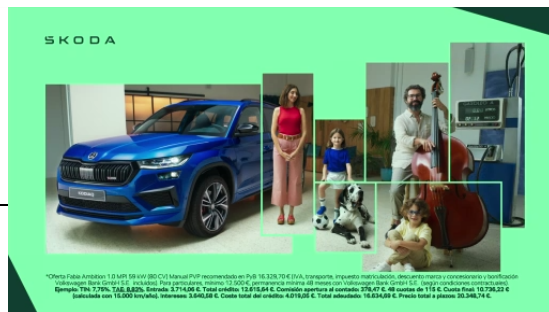 SKODA
KODIAQ
*Oferta Fabia Ambition 1.0 MPI 59 kW (80 CV) Manual PVP recomendado en PyB 16.329,70 € (IVA, transporte, impuesto matriculación, descuento marca y concesionario y bonificación
Volkswagen Bank GmbH S.E. incluidos). Para particulares, mínimo 12.500 €, permanencia mínima 48 meses con Volkswagen Bank GmbH S.E. (según condiciones contractuales)
Ejemplo: TIN: 7,75%. TAE: 8,83%. Entrada: 3.714,06 €. Total crédito: 12.615,64 €. Comisión apertura al contado: 378,47 €. 48 cuotas de 115 €. Cuota final: 10.736,22 €
(calculada con 15.000 km/año). Intereses: 3.640,58 €. Coste total del crédito: 4.019,05 €. Total adeudado: 16.634,69 €. Precio total a plazos: 20.348,74 €.